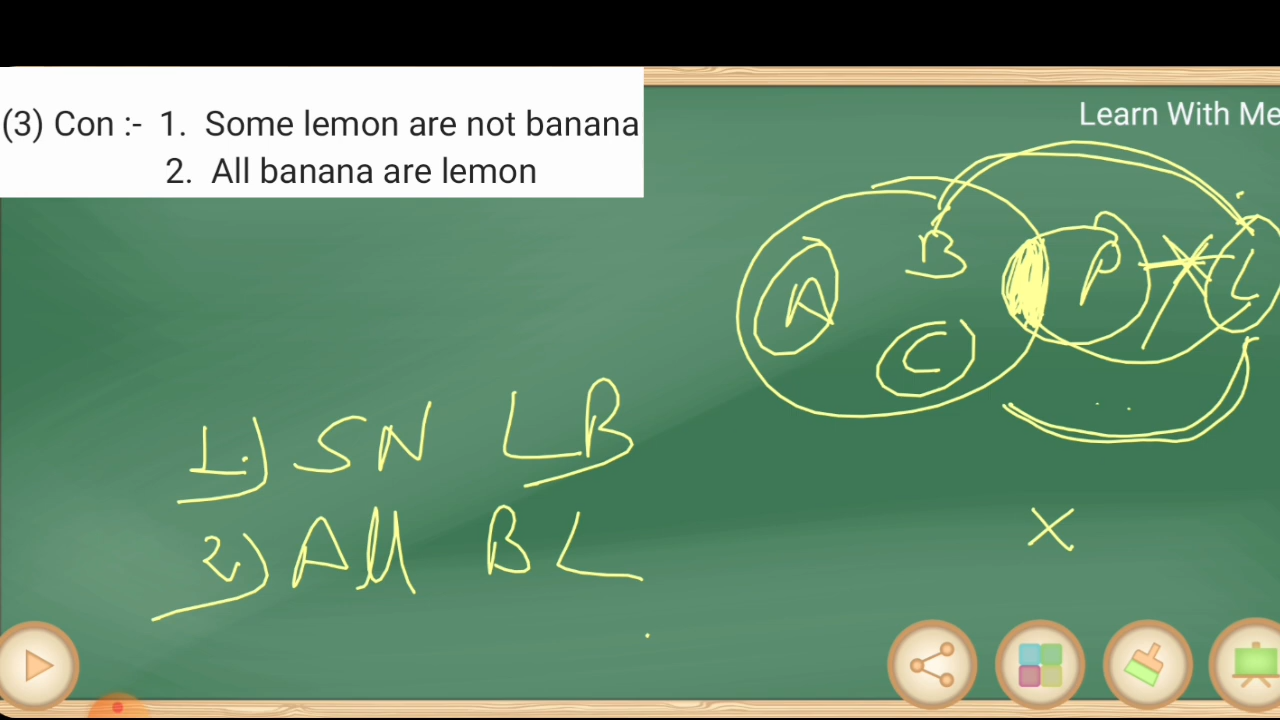 (3) Con :- 1. Some lemon are not banana
2. All banana are lemon
Learn With Me
A B C P L
1.) SN LB
2) All BL
X